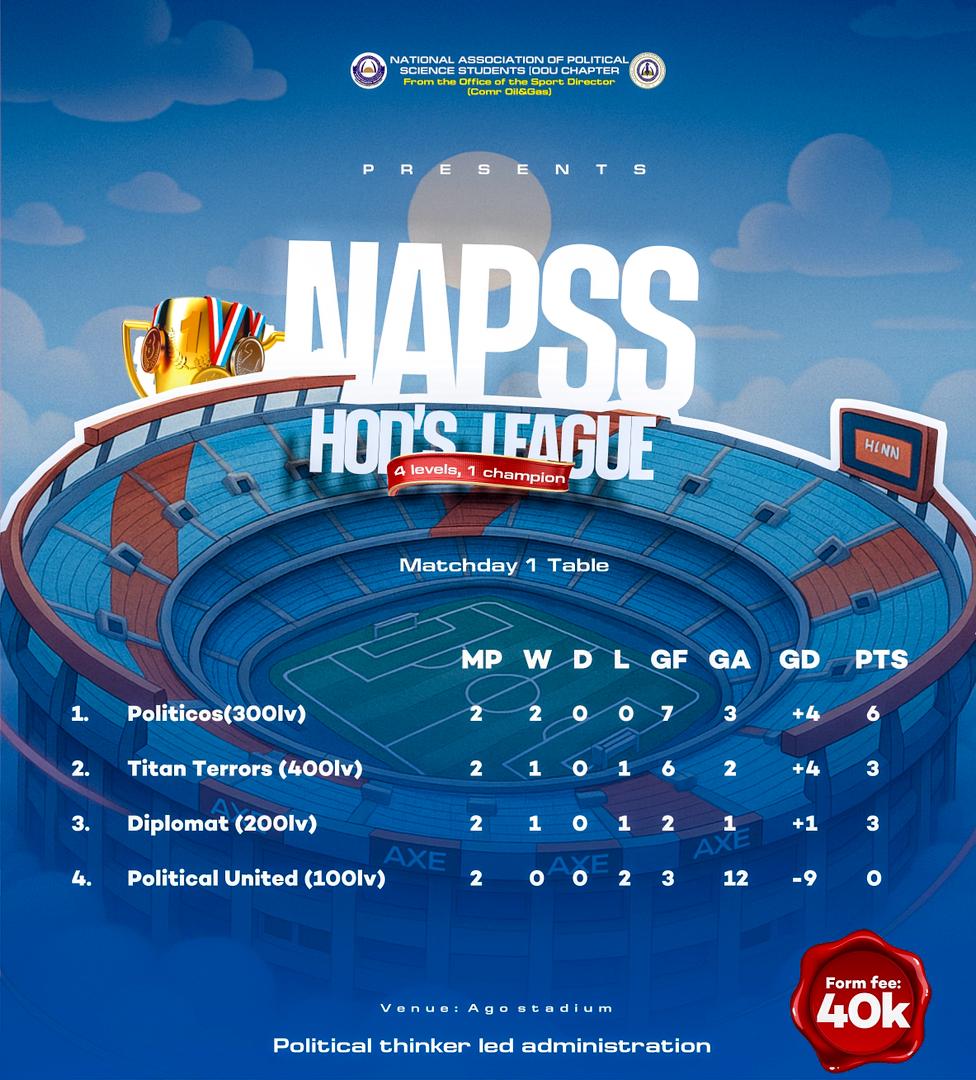 NATIONAL ASSOCIATION OF POLITICAL
SCIENCE STUDENTS (OOU CHAPTER
From the Office of the Sport Director
(Comr Oil&Gas)
PRESENTS
NAPSS
HOD'S LEAGUE
4 levels, 1 champion
Matchday 1 Table
MP W D L GF GA GD PTS
1. Politicos(300lv) 2 2 0 0 7 3 +4 6
2. Titan Terrors (400lv) 2 1 0 1 6 2 +4 3
3. Diplomat (200lv) 2 1 0 1 2 1 +1 3
4. Political United (100lv) 2 0 0 2 3 12 -9 0
AXE
AXE
AXE
AXE
Form fee:
40k
Venue: Ago stadium
Political thinker led administration